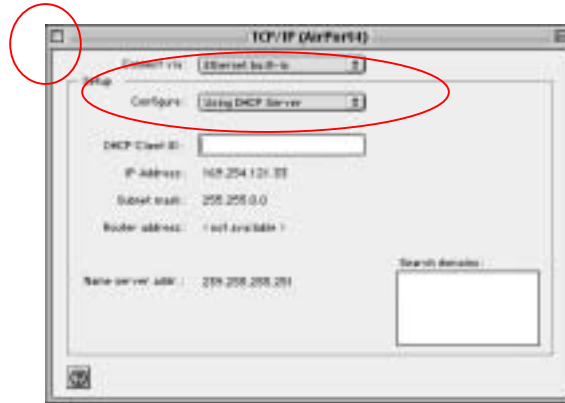 TCP/IP (AirPort4)
Connect via: Ethernet built-in
Setup
Configure: Using DHCP Server
DHCP Client ID:
IP Address: 169.254.121.33
Subnet mask: 255.255.0.0
Router address: < not available >
Search domains:
Name server addr.: